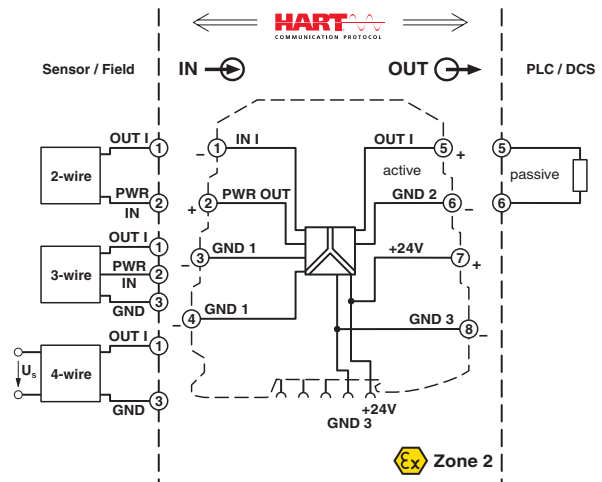 HART
COMMUNICATION PROTOCOL
Sensor / Field
IN
OUT
PLC / DCS
OUT I
1
2-wire
PWR
IN
2
OUT I
1
3-wire
PWR
IN
2
GND
3
OUT I
1
Us
4-wire
GND
3
1
IN I
–
2
PWR OUT
+
3
GND 1
–
4
GND 1
–
OUT I
5
+
active
GND 2
6
–
+24V
7
+
GND 3
8
–
+24V
GND 3
5
passive
6
Ex
Zone 2